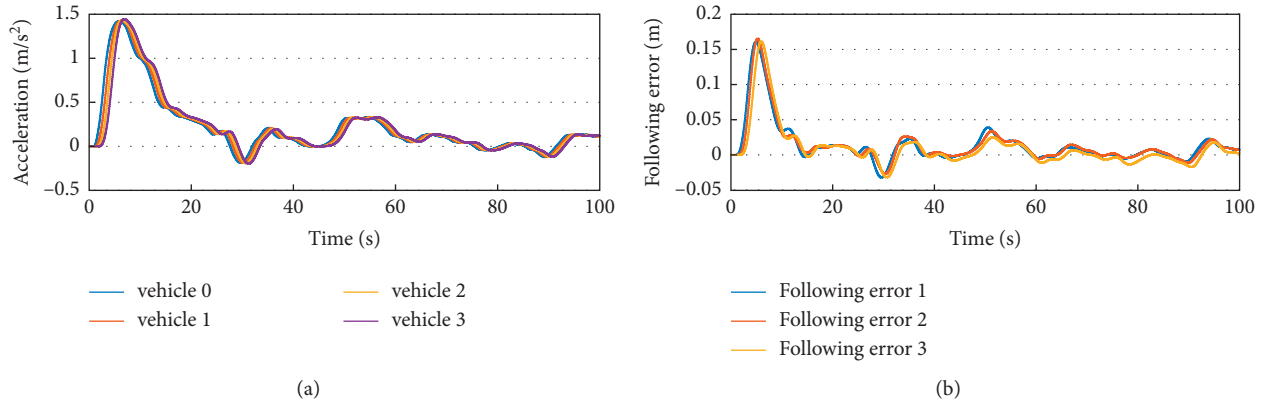 Acceleration (m/s²)
1.5
1
0.5
0
−0.5
0 20 40 60 80 100
Time (s)
vehicle 0
vehicle 1
vehicle 2
vehicle 3
(a)
Following error (m)
0.2
0.15
0.1
0.05
0
−0.05
0 20 40 60 80 100
Time (s)
Following error 1
Following error 2
Following error 3
(b)